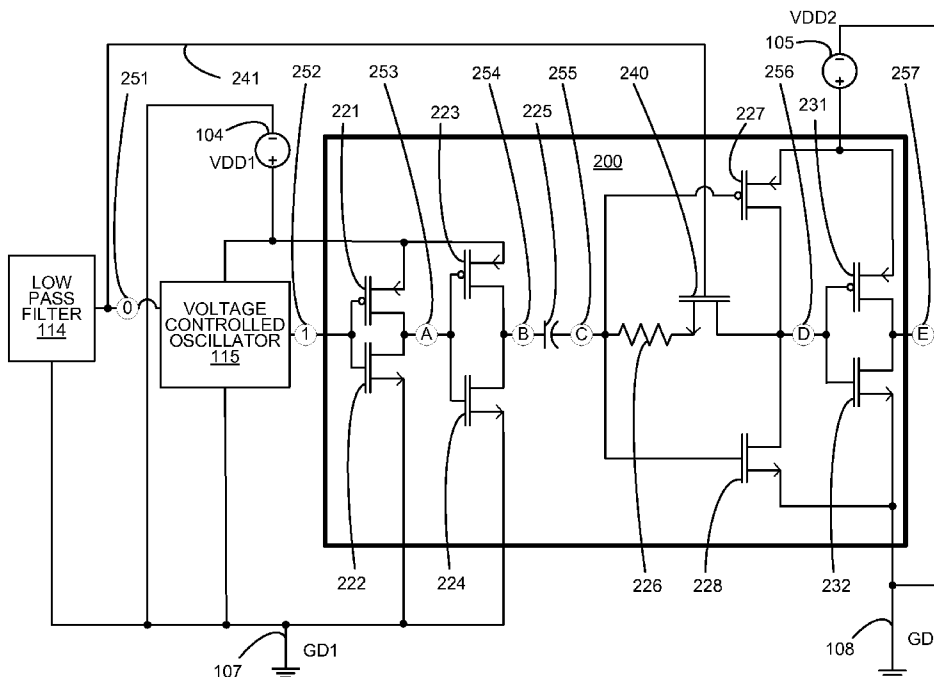 VDD2
105
−
+
251
241
252
253
254
255
240
256
257
221
223
225
227
231
104
−
VDD1
+
200
LOW
PASS
FILTER
114
0
VOLTAGE
CONTROLLED
OSCILLATOR
115
1
A
B
C
D
E
222
224
226
228
232
107
GD1
108
GD